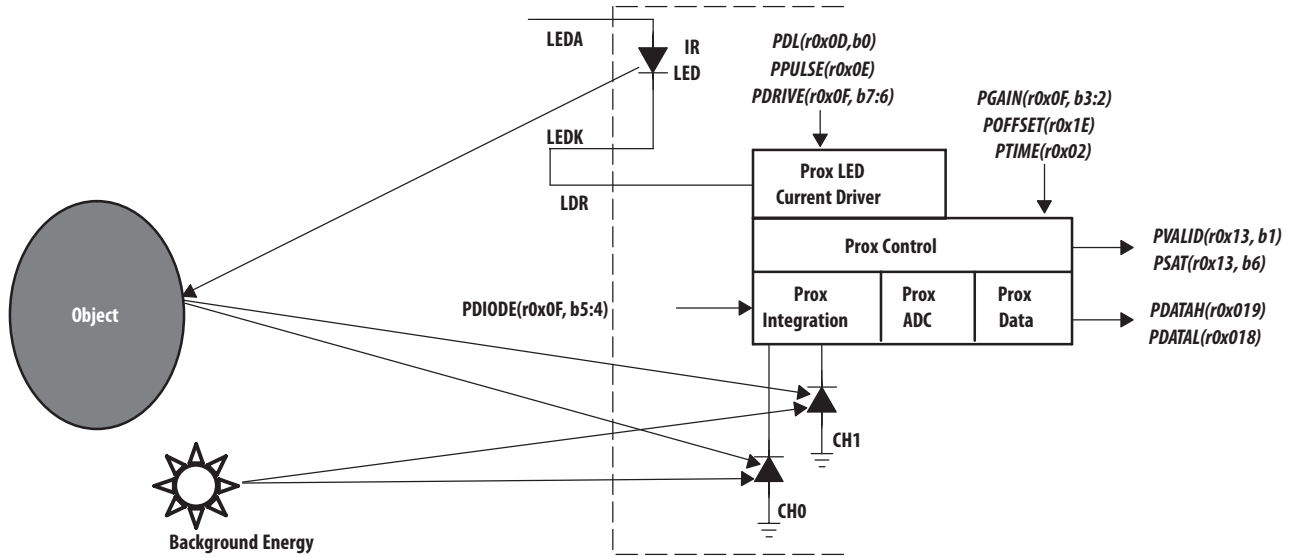 LEDA
IR
LED
LEDK
LDR
PDL(r0x0D,b0)
PPULSE(r0x0E)
PDRIVE(r0x0F, b7:6)
PGAIN(r0x0F, b3:2)
POFFSET(r0x1E)
PTIME(r0x02)
Prox LED
Current Driver
Prox Control
PVALID(r0x13, b1)
PSAT(r0x13, b6)
PDIODE(r0x0F, b5:4)
Prox
Integration
Prox
ADC
Prox
Data
PDATAH(r0x019)
PDATAL(r0x018)
Object
CH1
CH0
Background Energy